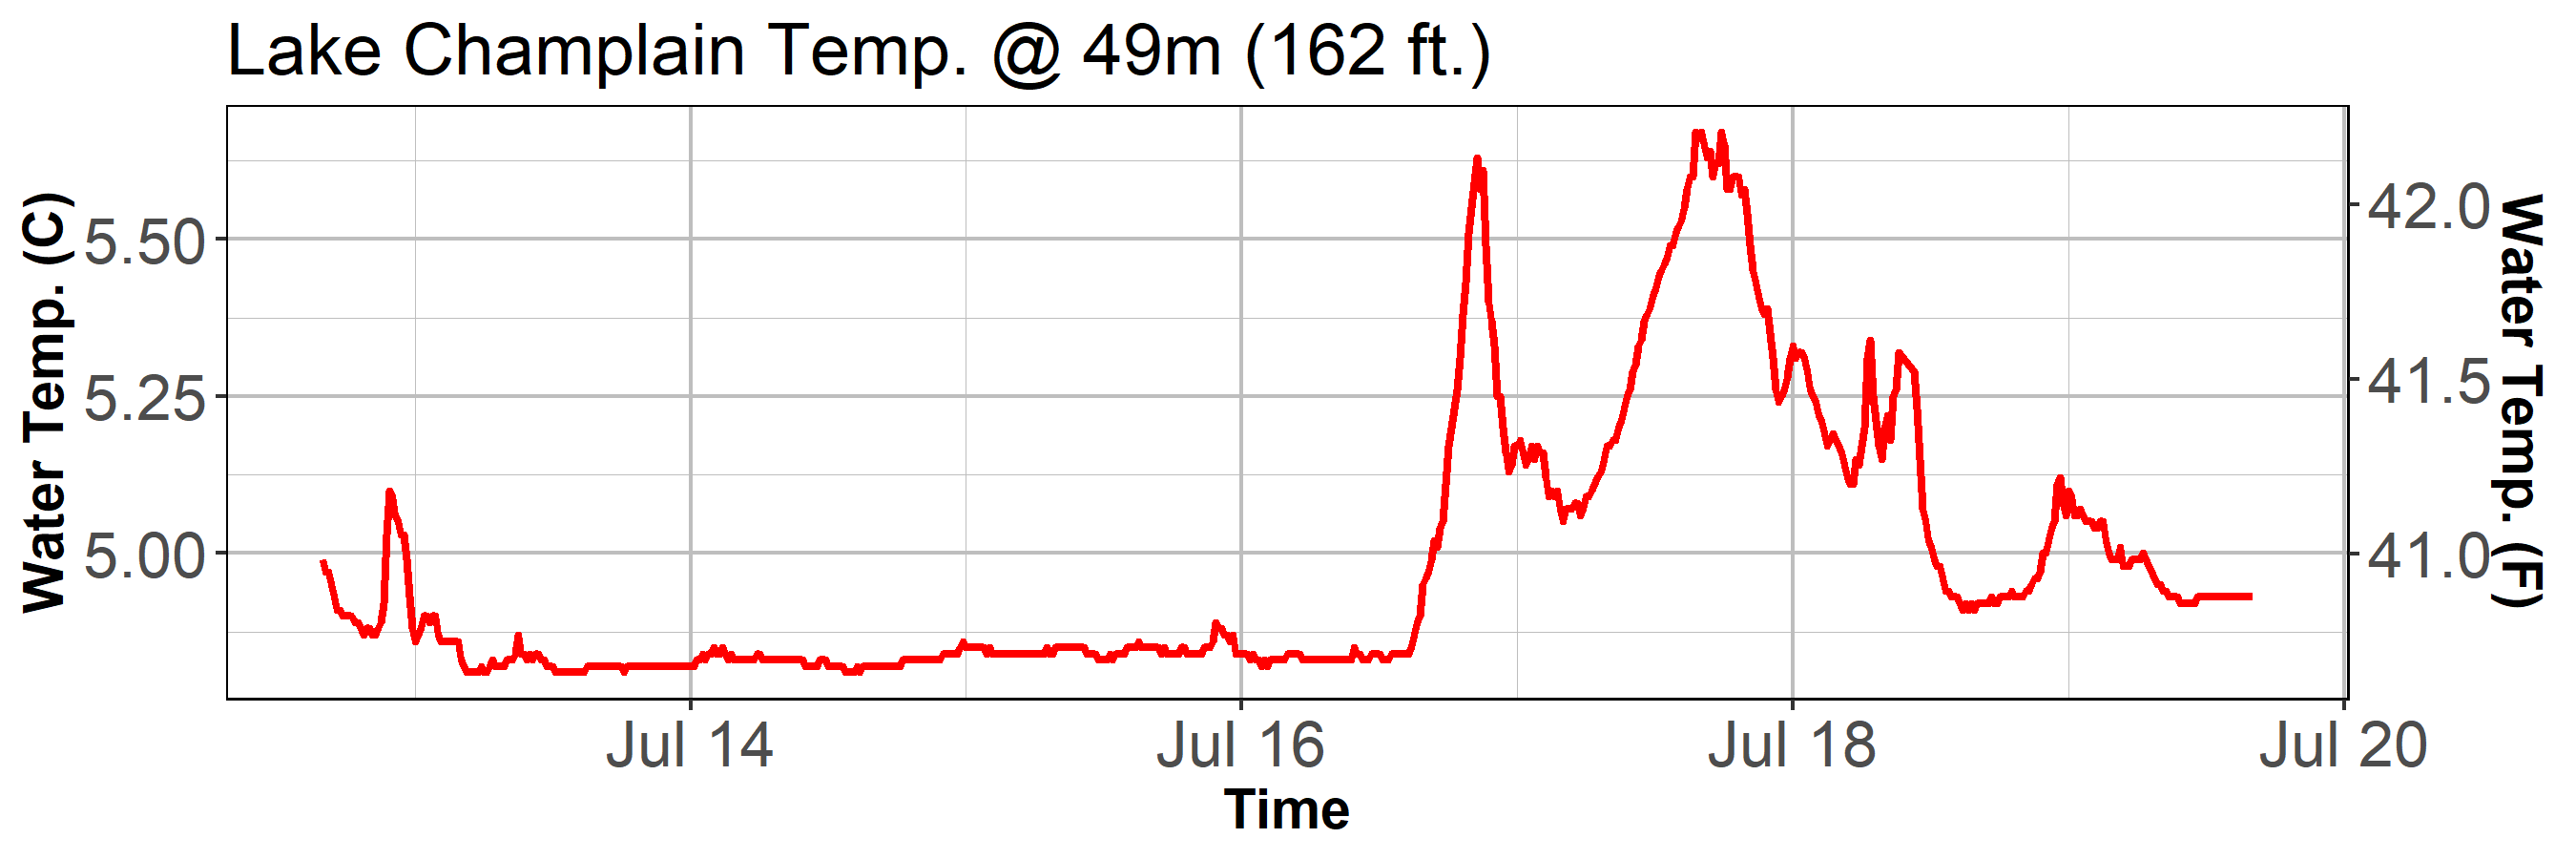 Lake Champlain Temp. @ 49m (162 ft.)
Water Temp. (C)
5.50
5.25
5.00
42.0
41.5
41.0
Water Temp. (F)
Jul 14
Jul 16
Jul 18
Jul 20
Time